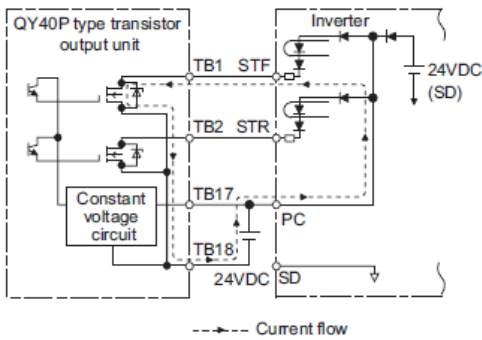 QY40P type transistor
output unit
Inverter
TB1 STF
24VDC
(SD)
TB2 STR
Constant
voltage
circuit
TB17
PC
TB18
24VDC SD
Current flow